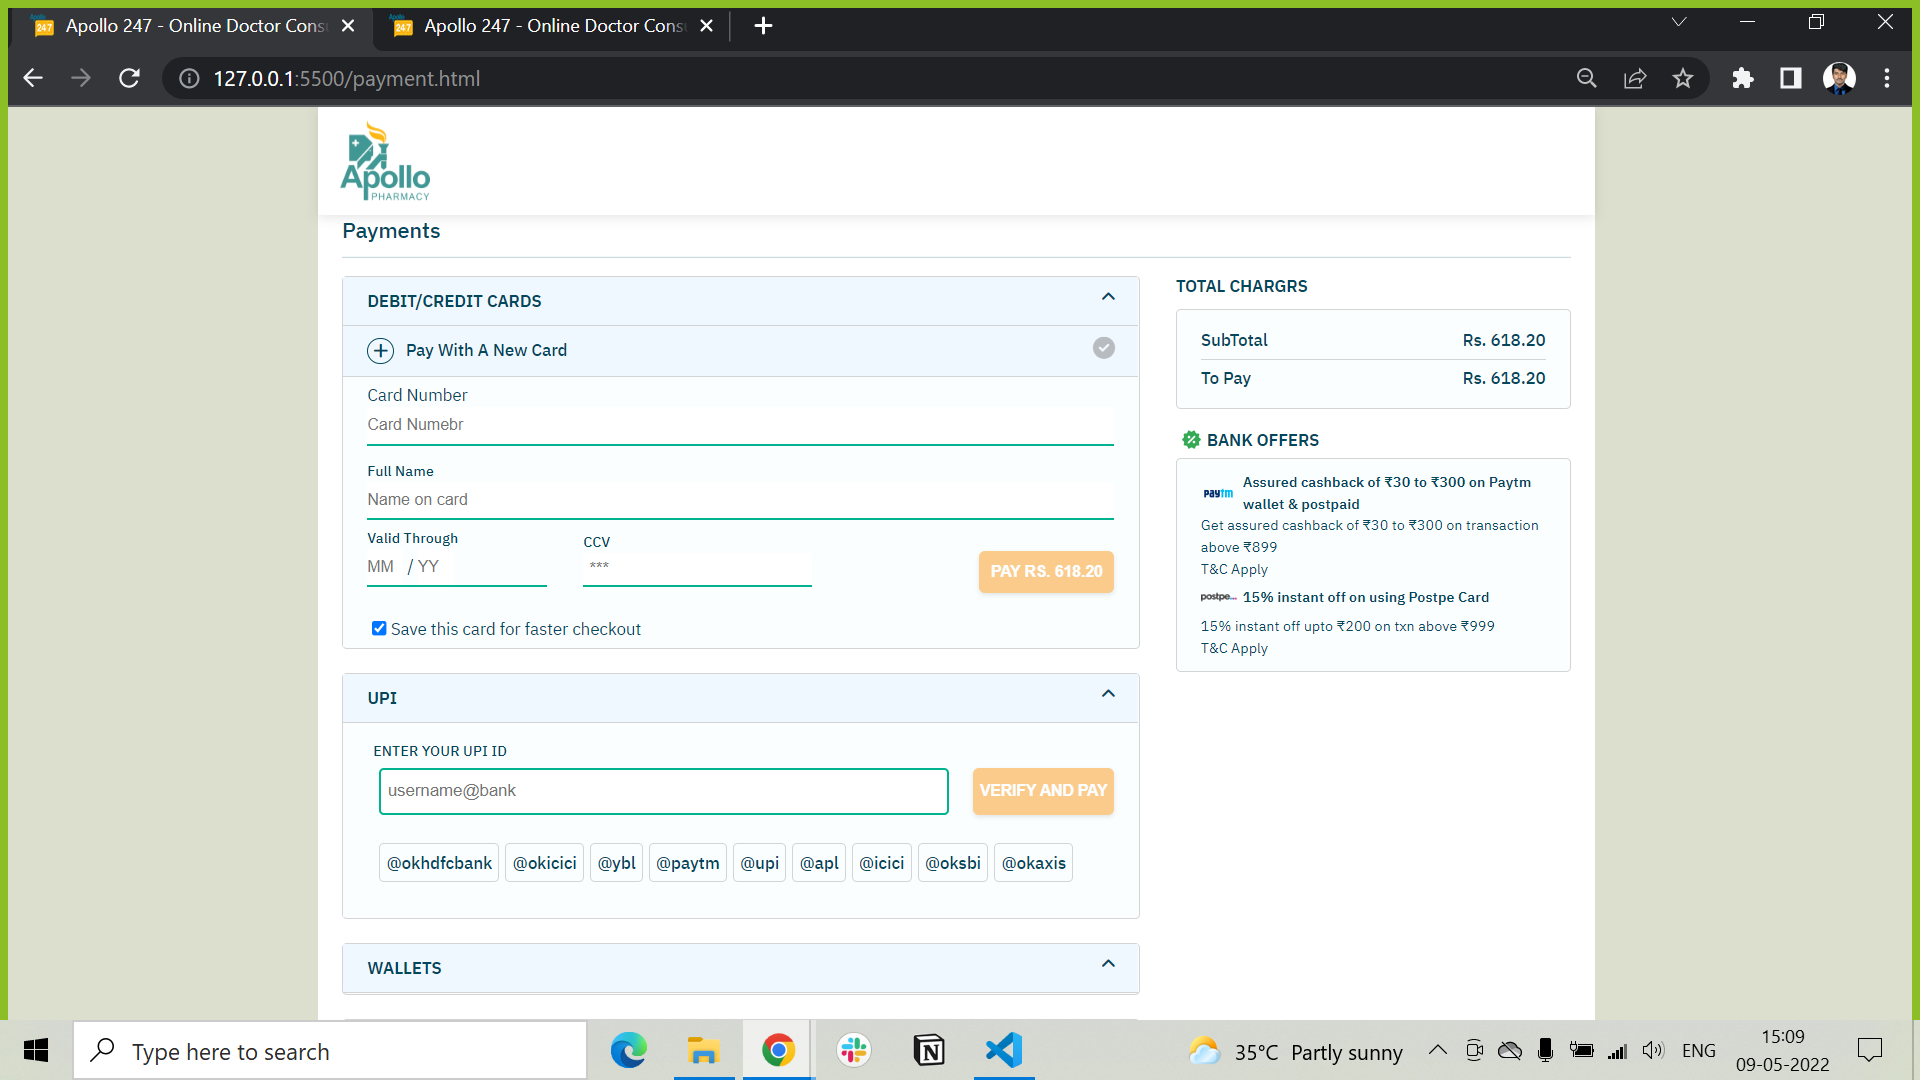 Apollo 247 - Online Doctor Cons
Apollo 247 - Online Doctor Cons
127.0.0.1:5500/payment.html
Apollo
PHARMACY
Payments
DEBIT/CREDIT CARDS
Pay With A New Card
Card Number
Card Numebr
Full Name
Name on card
Valid Through
MM / YY
CCV
***
PAY RS. 618.20
Save this card for faster checkout
UPI
ENTER YOUR UPI ID
username@bank
VERIFY AND PAY
@okhdfcbank @okicici @ybl @paytm @upi @apl @icici @oksbi @okaxis
WALLETS
TOTAL CHARGRS
SubTotal Rs. 618.20
To Pay Rs. 618.20
BANK OFFERS
paytm Assured cashback of ₹30 to ₹300 on Paytm
wallet & postpaid
Get assured cashback of ₹30 to ₹300 on transaction
above ₹899
T&C Apply
postpe... 15% instant off on using Postpe Card
15% instant off upto ₹200 on txn above ₹999
T&C Apply
Type here to search
35°C Partly sunny
ENG
15:09
09-05-2022